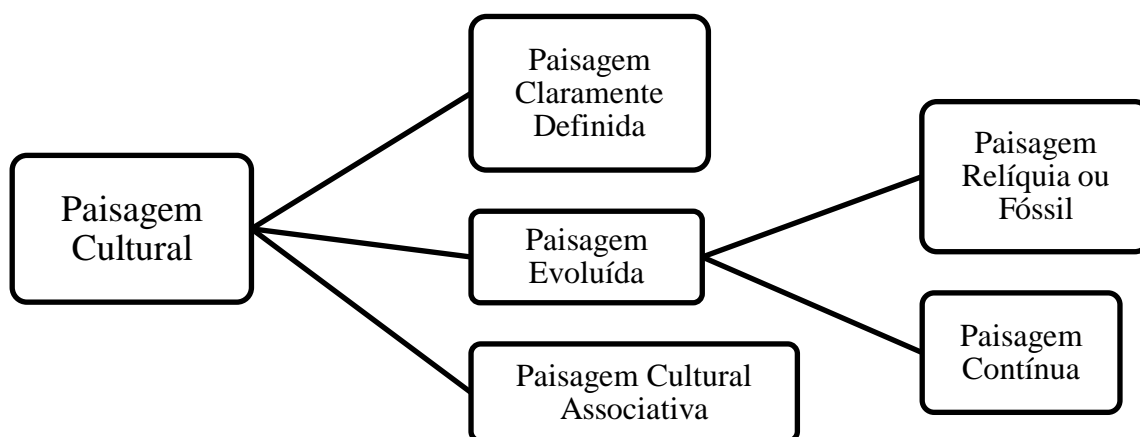 Paisagem
Cultural
Paisagem
Claramente
Definida
Paisagem
Evoluída
Paisagem Cultural
Associativa
Paisagem
Relíquia ou
Fóssil
Paisagem
Contínua